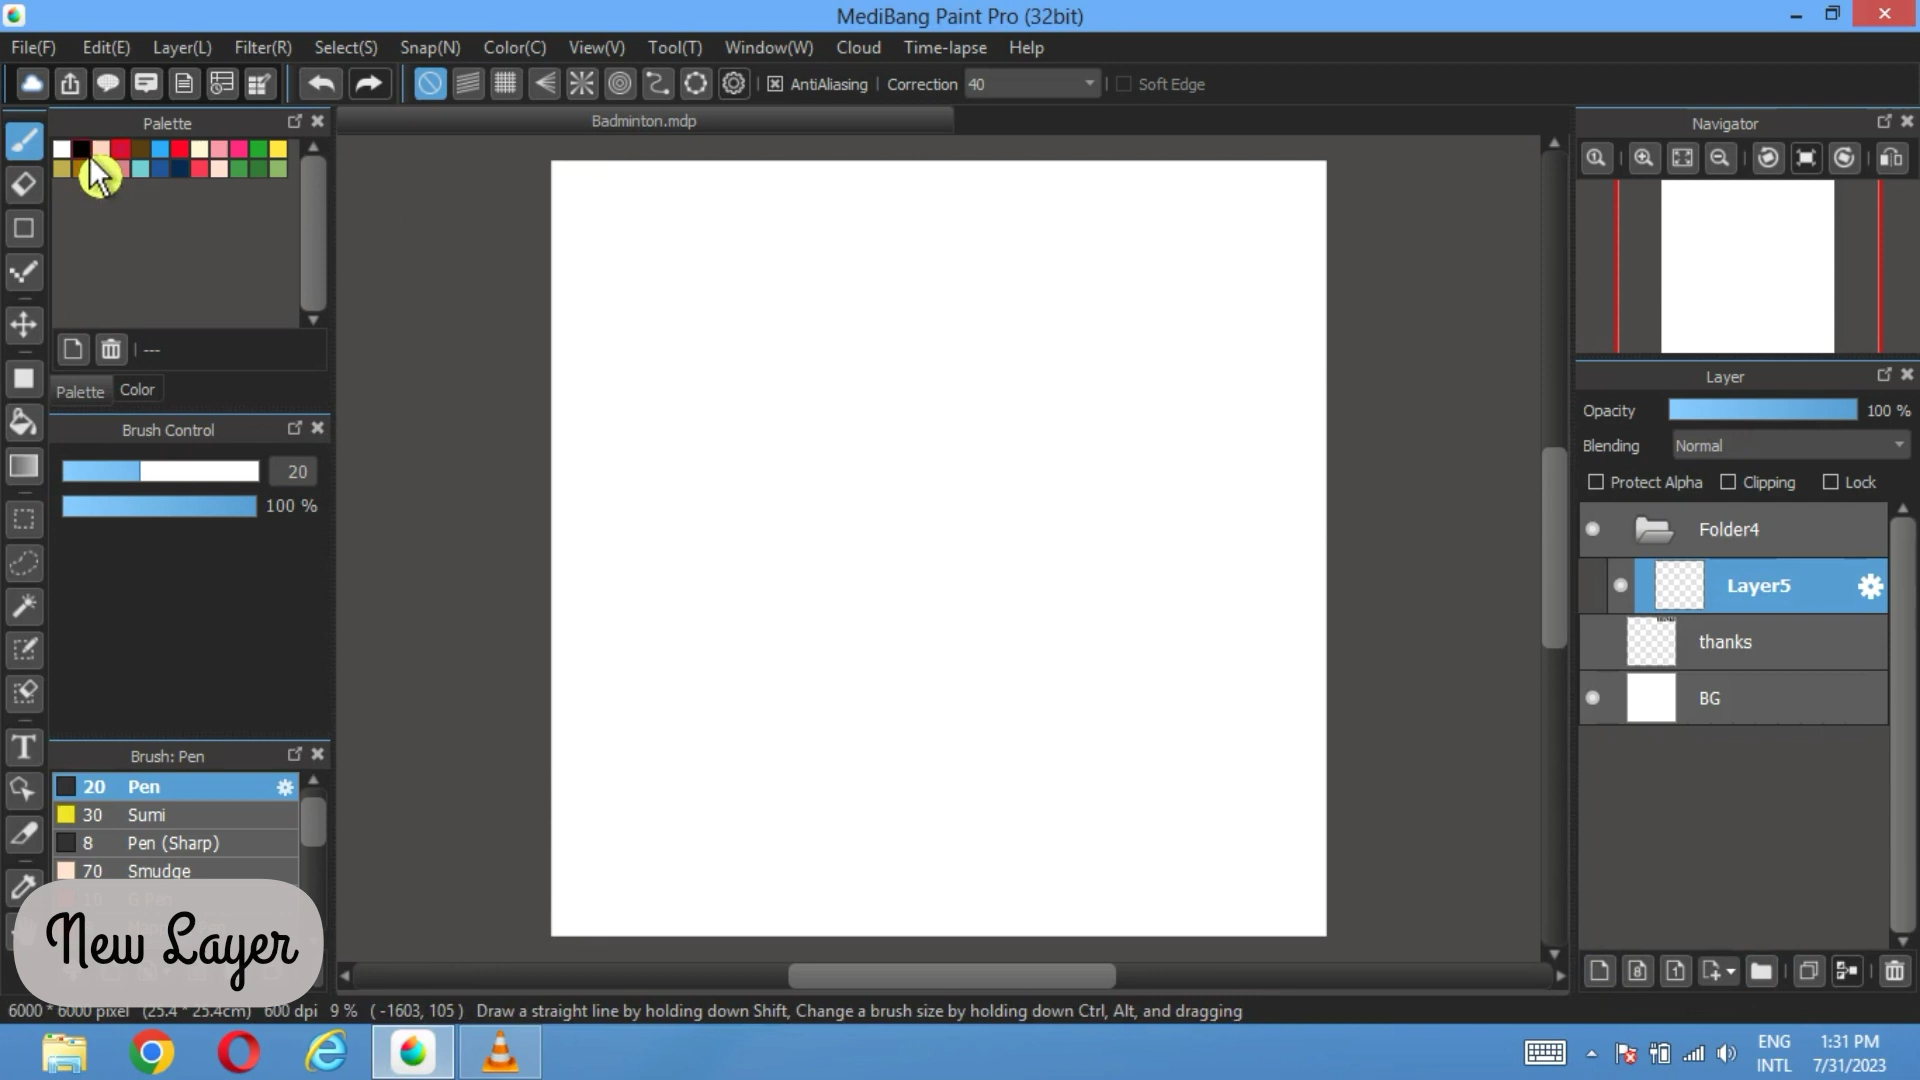 MediBang Paint Pro (32bit)
File(F) Edit(E) Layer(L) Filter(R) Select(S) Snap(N) Color(C) View(V) Tool(T) Window(W) Cloud Time-lapse Help
AntiAliasing Correction 40 Soft Edge
Palette
Badminton.mdp
Navigator
---
Palette Color
Layer
Opacity 100 %
Brush Control
Blending Normal
20
Protect Alpha Clipping Lock
100 %
Folder4
Layer5
thanks
BG
Brush: Pen
20 Pen
30 Sumi
8 Pen (Sharp)
70 Smudge
10 G Pen
New Layer
6000 * 6000 pixel (25.4 * 25.4cm) 600 dpi 9 % ( -1603, 105 ) Draw a straight line by holding down Shift, Change a brush size by holding down Ctrl, Alt, and dragging
ENG 1:31 PM
INTL 7/31/2023